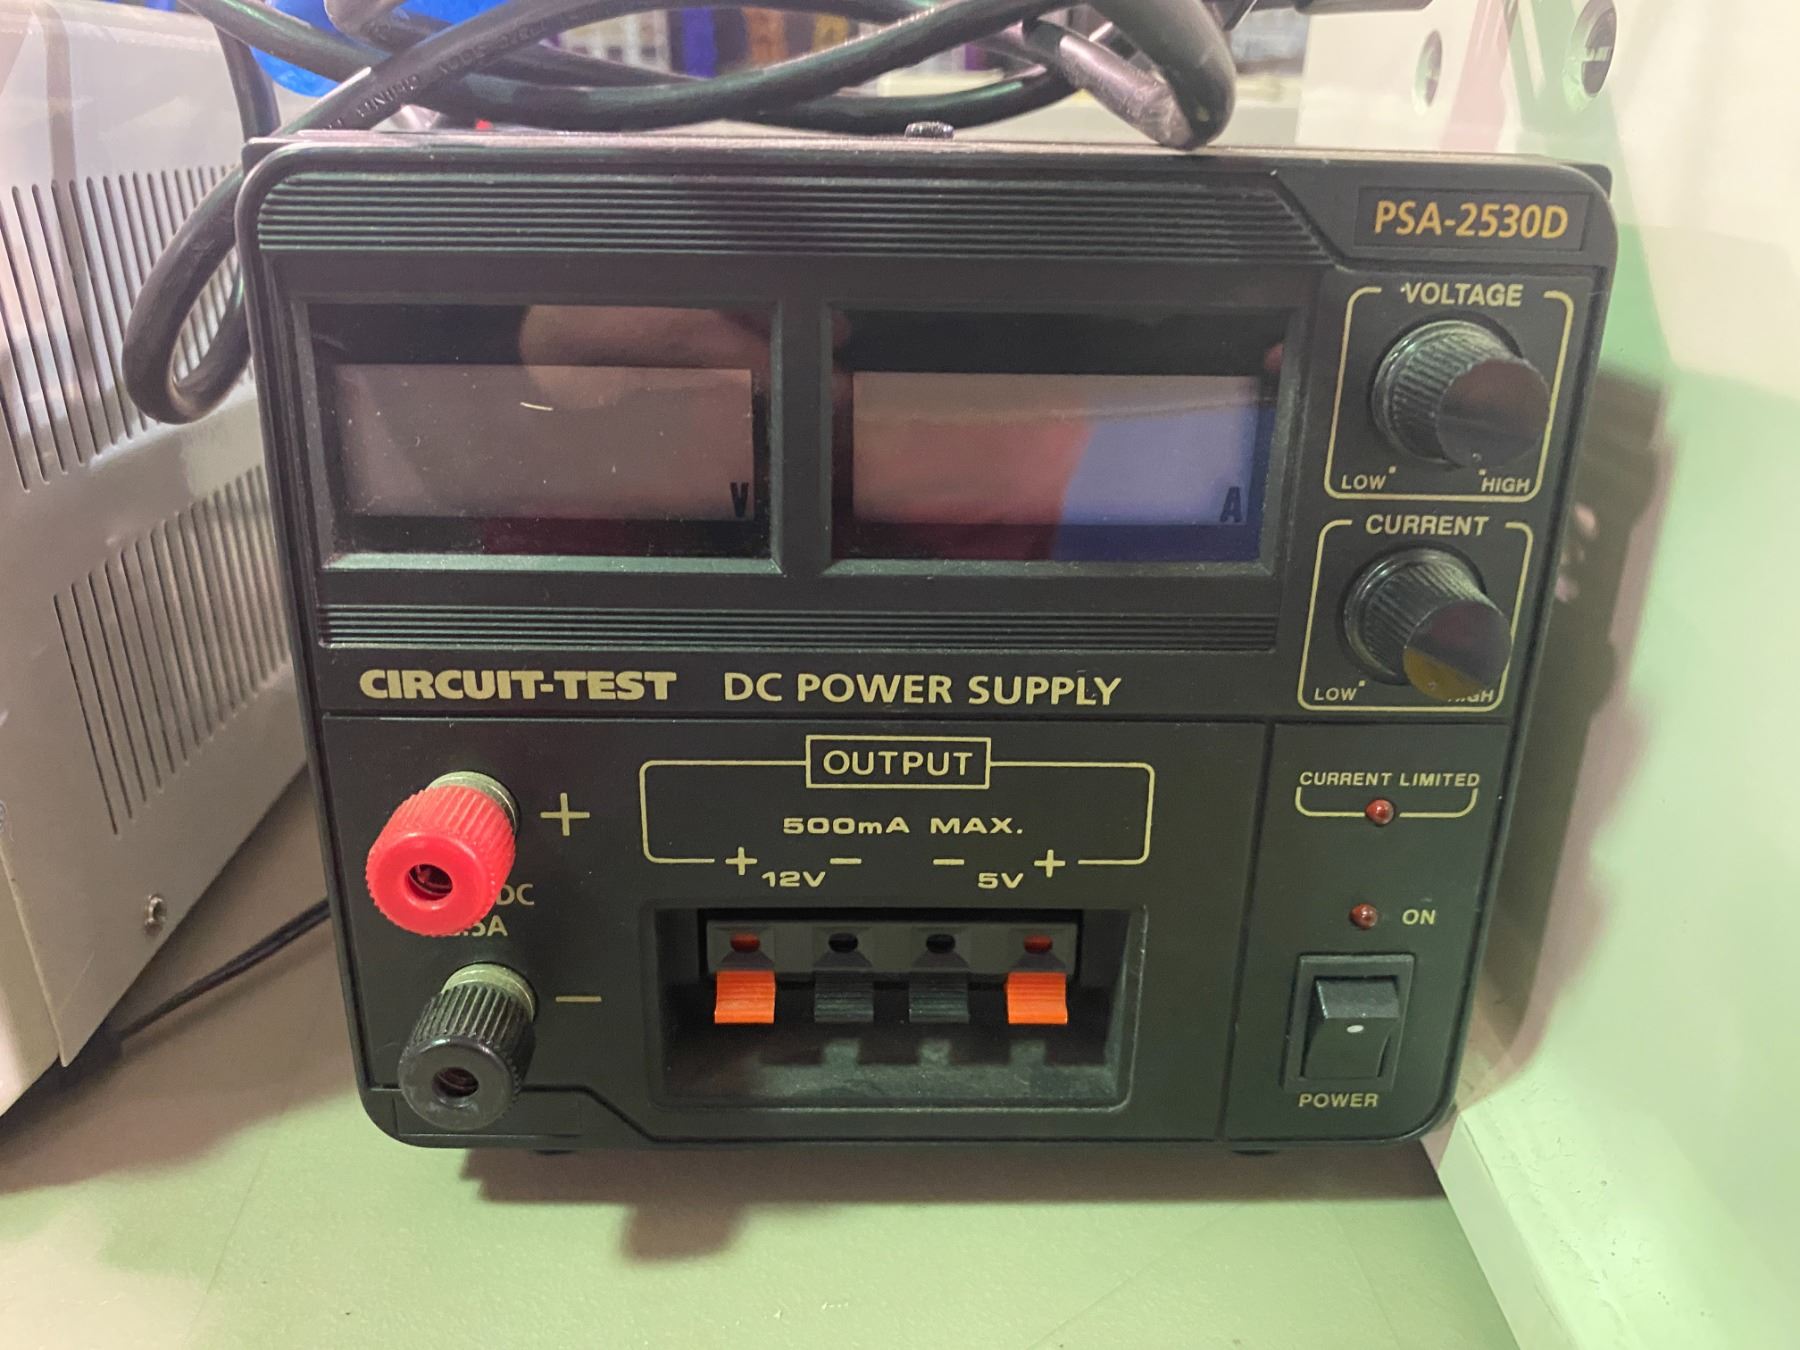 PSA-2530D
VOLTAGE
LOW HIGH
V
A
CURRENT
LOW
CIRCUIT-TEST DC POWER SUPPLY
OUTPUT
500mA MAX.
+ 12V - - 5V +
+
DC
-
CURRENT LIMITED
ON
POWER